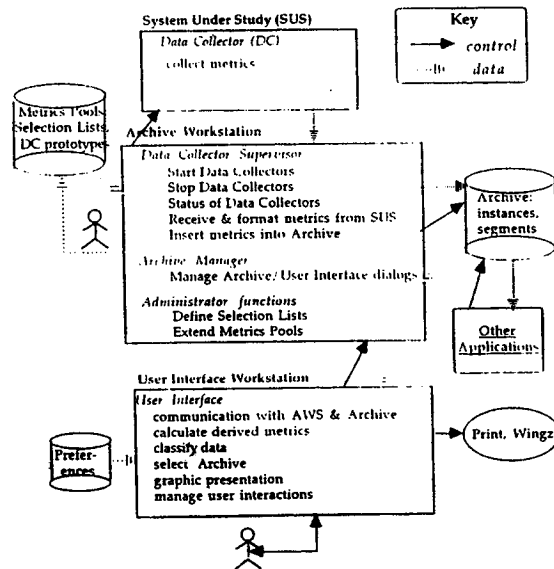 System Under Study (SUS)
Data Collector (DC)
collect metrics
Key
control
data
Metrics Pools
Selection Lists,
DC prototypes
Archive Workstation
Data Collector Supervisor
Start Data Collectors
Stop Data Collectors
Status of Data Collectors
Receive & format metrics from SUS
Insert metrics into Archive
Archive Manager
Manage Archive/User Interface dialogs
Administrator functions
Define Selection Lists
Extend Metrics Pools
Archive:
instances,
segments
Other
Applications
User Interface Workstation
User Interface
communication with AWS & Archive
calculate derived metrics
classify data
select Archive
graphic presentation
manage user interactions
Prefer-
ences
Print, Wingz